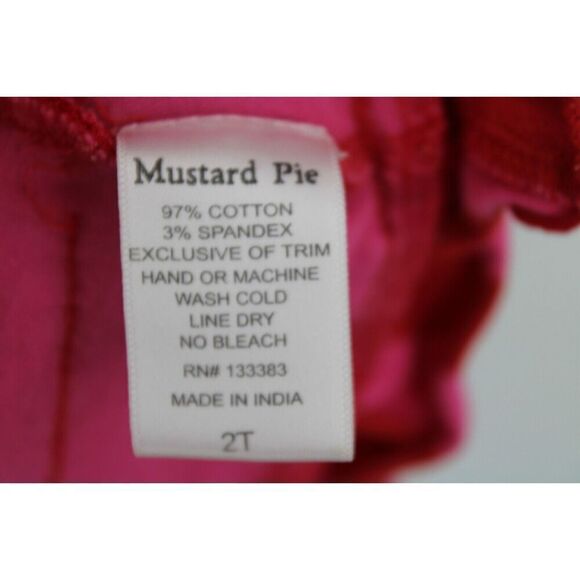 Mustard Pie
97% COTTON
3% SPANDEX
EXCLUSIVE OF TRIM
HAND OR MACHINE
WASH COLD
LINE DRY
NO BLEACH
RN# 133383
MADE IN INDIA
2T